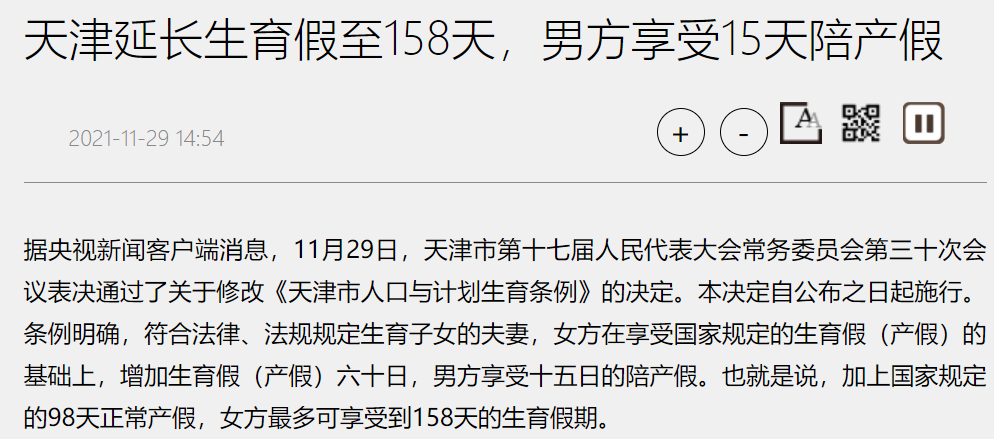 天津延长生育假至158天，男方享受15天陪产假
2021-11-29 14:54
+ - A A
据央视新闻客户端消息，11月29日，天津市第十七届人民代表大会常务委员会第三十次会
议表决通过了关于修改《天津市人口与计划生育条例》的决定。本决定自公布之日起施行。
条例明确，符合法律、法规规定生育子女的夫妻，女方在享受国家规定的生育假（产假）的
基础上，增加生育假（产假）六十日，男方享受十五日的陪产假。也就是说，加上国家规定
的98天正常产假，女方最多可享受到158天的生育假期。